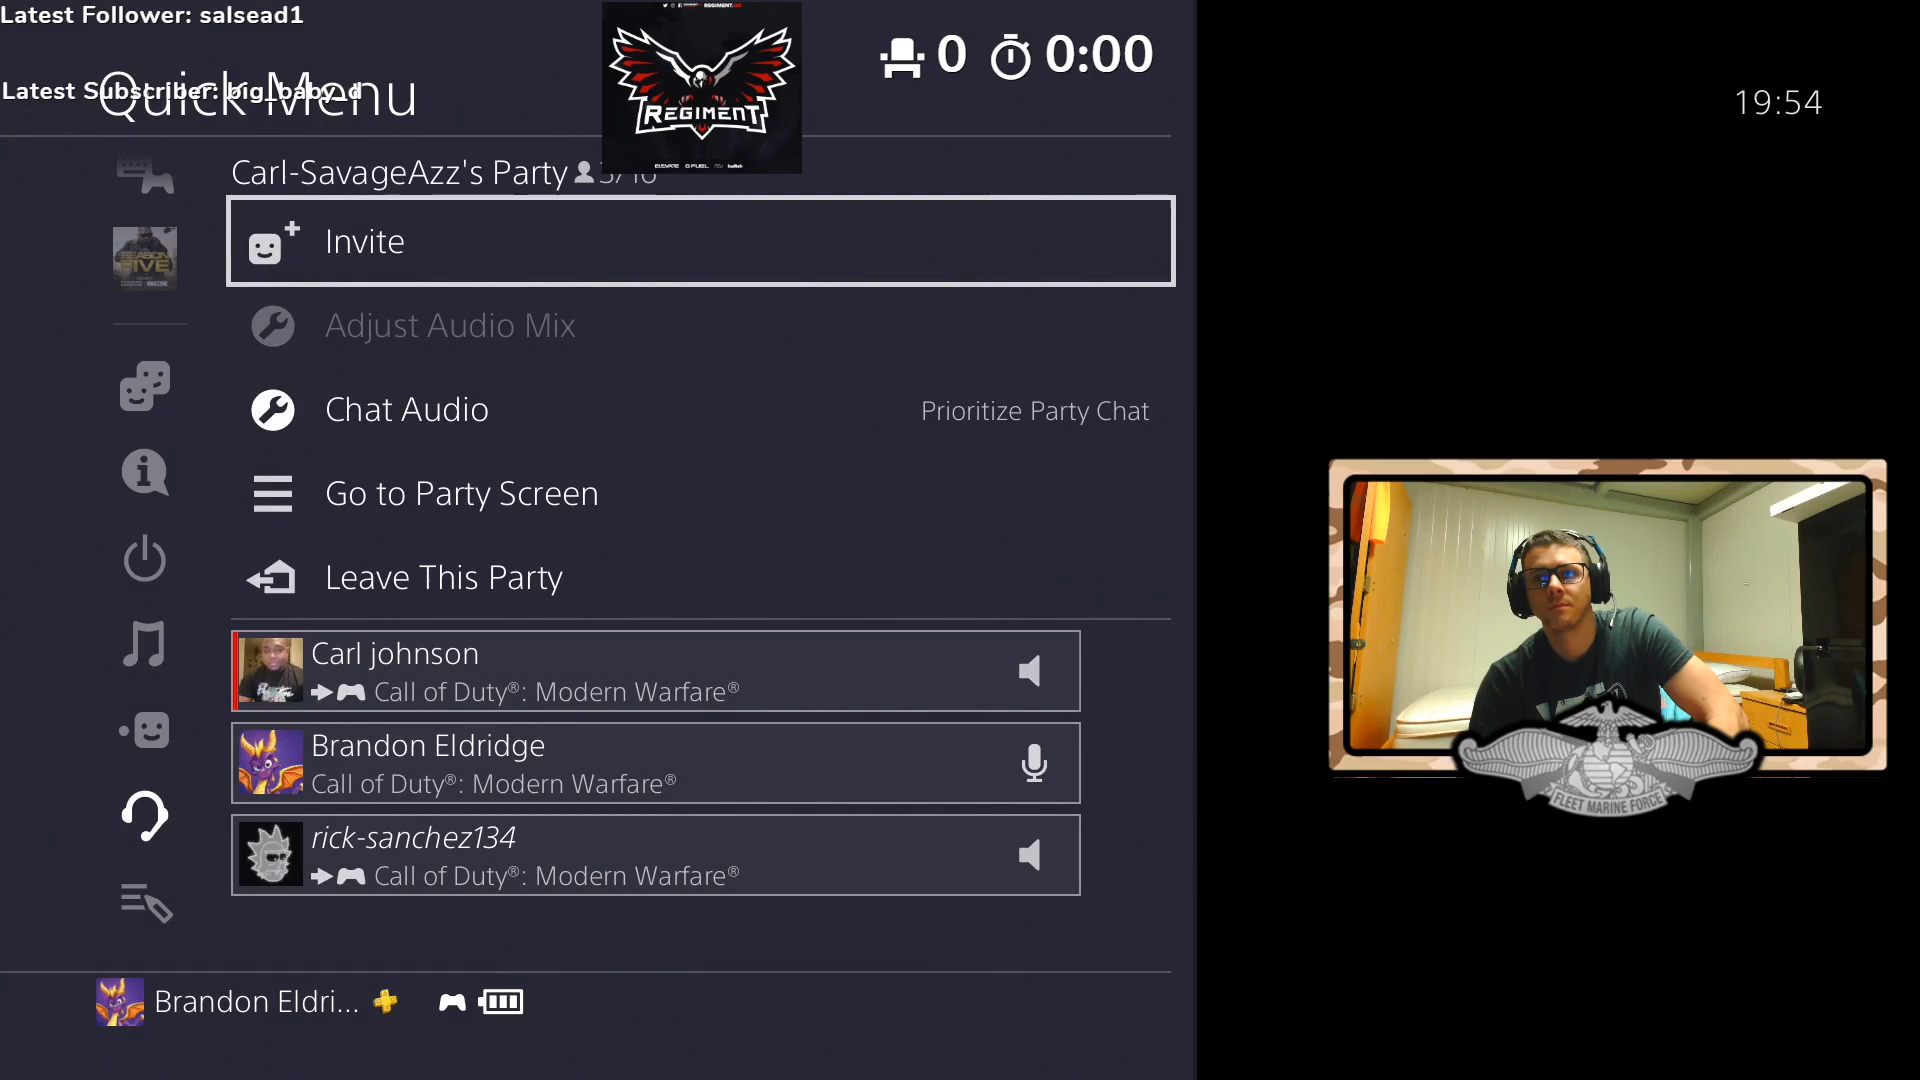 Latest Follower: salsead1
Latest Subscriber: big_baby_d
Quick Menu
REGIMENT
0 0:00
19:54
Carl-SavageAzz's Party
Invite
Adjust Audio Mix
Chat Audio Prioritize Party Chat
Go to Party Screen
Leave This Party
Carl johnson
Call of Duty®: Modern Warfare®
Brandon Eldridge
Call of Duty®: Modern Warfare®
rick-sanchez134
Call of Duty®: Modern Warfare®
Brandon Eldri...
SEASON
FIVE
FLEET MARINE FORCE